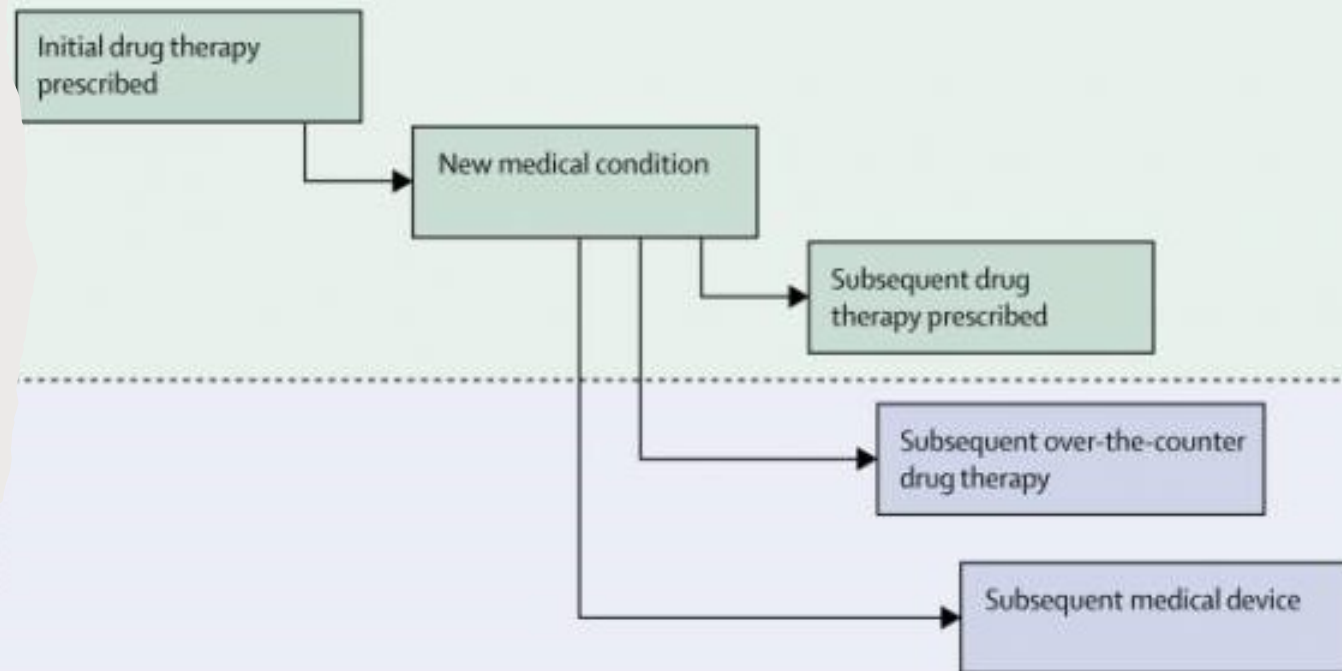 Initial drug therapy
prescribed
New medical condition
Subsequent drug
therapy prescribed
Subsequent over-the-counter
drug therapy
Subsequent medical device